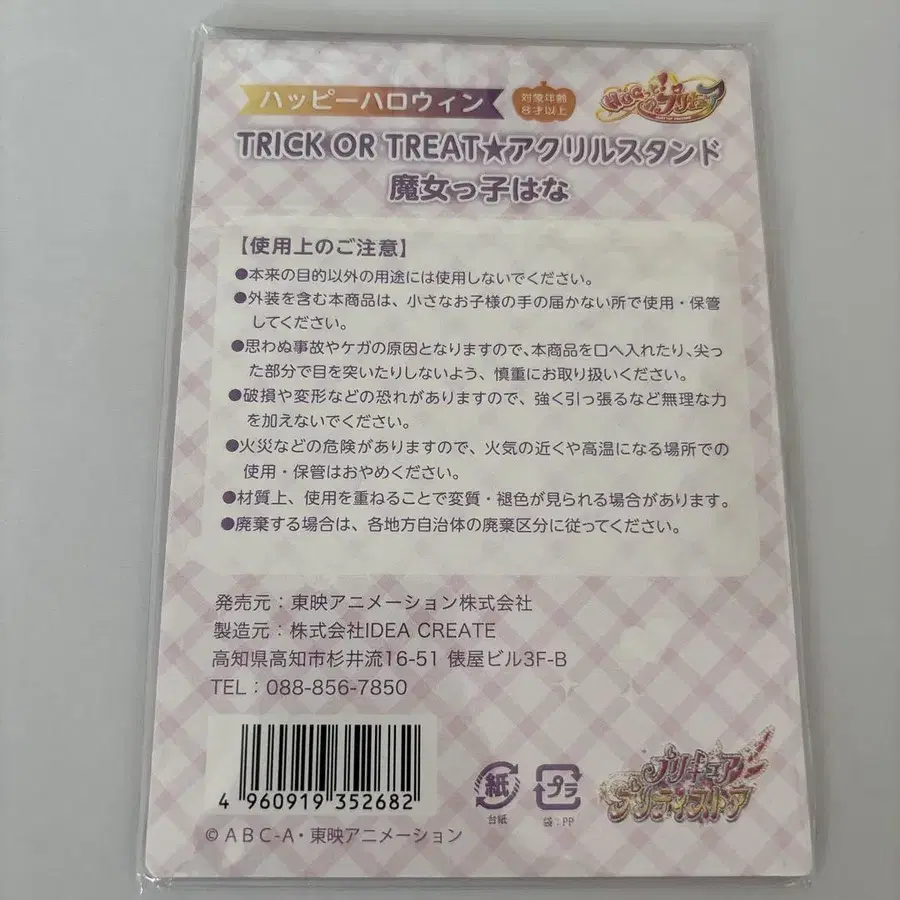 ハッピーハロウィン
対象年齢
8才以上
HUGっと!プリキュア
TRICK OR TREAT★アクリルスタンド
魔女っ子はな
【使用上のご注意】
●本来の目的以外の用途には使用しないでください。
●外装を含む本商品は、小さなお子様の手の届かない所で使用・保管
してください。
●思わぬ事故やケガの原因となりますので、本商品を口へ入れたり、尖っ
た部分で目を突いたりしないよう、慎重にお取り扱いください。
●破損や変形などの恐れがありますので、強く引っ張るなど無理な力
を加えないでください。
●火災などの危険がありますので、火気の近くや高温になる場所での
使用・保管はおやめください。
●材質上、使用を重ねることで変質・褪色が見られる場合があります。
●廃棄する場合は、各地方自治体の廃棄区分に従ってください。
発売元：東映アニメーション株式会社
製造元：株式会社IDEA CREATE
高知県高知市杉井流16-51 俵屋ビル3F-B
TEL：088-856-7850
4 960919 352682
紙
台紙
プラ
袋：PP
プリキュア
プリティストア
©ABC-A・東映アニメーション